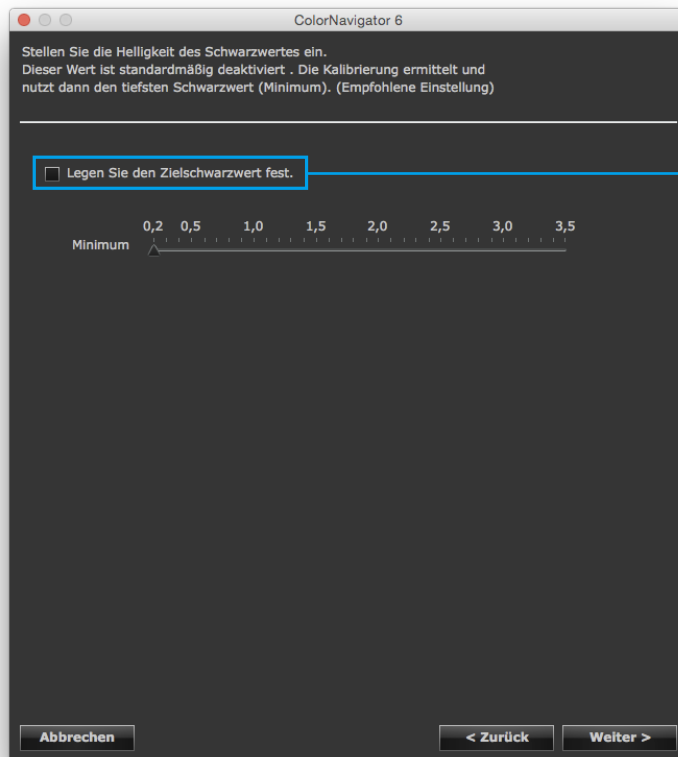 ColorNavigator 6
Stellen Sie die Helligkeit des Schwarzwertes ein.
Dieser Wert ist standardmäßig deaktiviert . Die Kalibrierung ermittelt und
nutzt dann den tiefsten Schwarzwert (Minimum). (Empfohlene Einstellung)
Legen Sie den Zielschwarzwert fest.
0,2 0,5 1,0 1,5 2,0 2,5 3,0 3,5
Minimum
Abbrechen < Zurück Weiter >